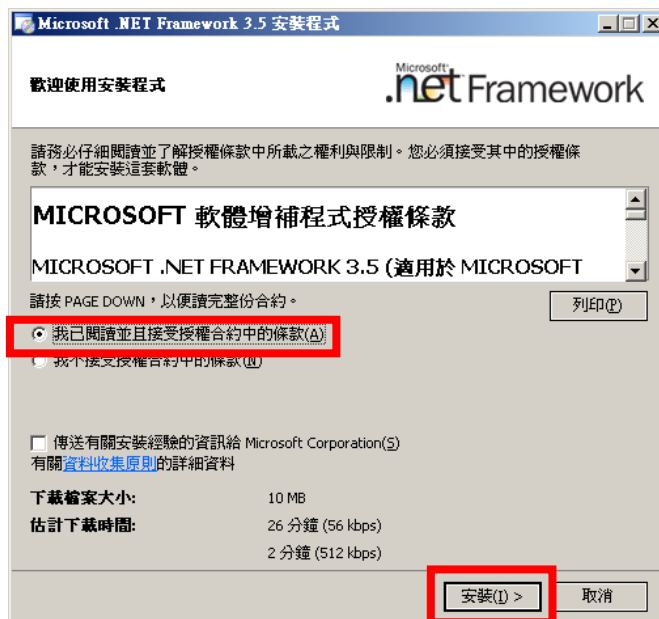 Microsoft .NET Framework 3.5 安裝程式
歡迎使用安裝程式
Microsoft
.net Framework
請務必仔細閱讀並了解授權條款中所載之權利與限制。您必須接受其中的授權條
款，才能安裝這套軟體。
MICROSOFT 軟體增補程式授權條款
MICROSOFT .NET FRAMEWORK 3.5 (適用於 MICROSOFT
請按 PAGE DOWN，以便讀完整份合約。
列印(P)
我已閱讀並且接受授權合約中的條款(A)
我不接受授權合約中的條款(N)
傳送有關安裝經驗的資訊給 Microsoft Corporation(S)
有關資料收集原則的詳細資料
下載檔案大小: 10 MB
估計下載時間: 26 分鐘 (56 kbps)
2 分鐘 (512 kbps)
安裝(I) > 取消